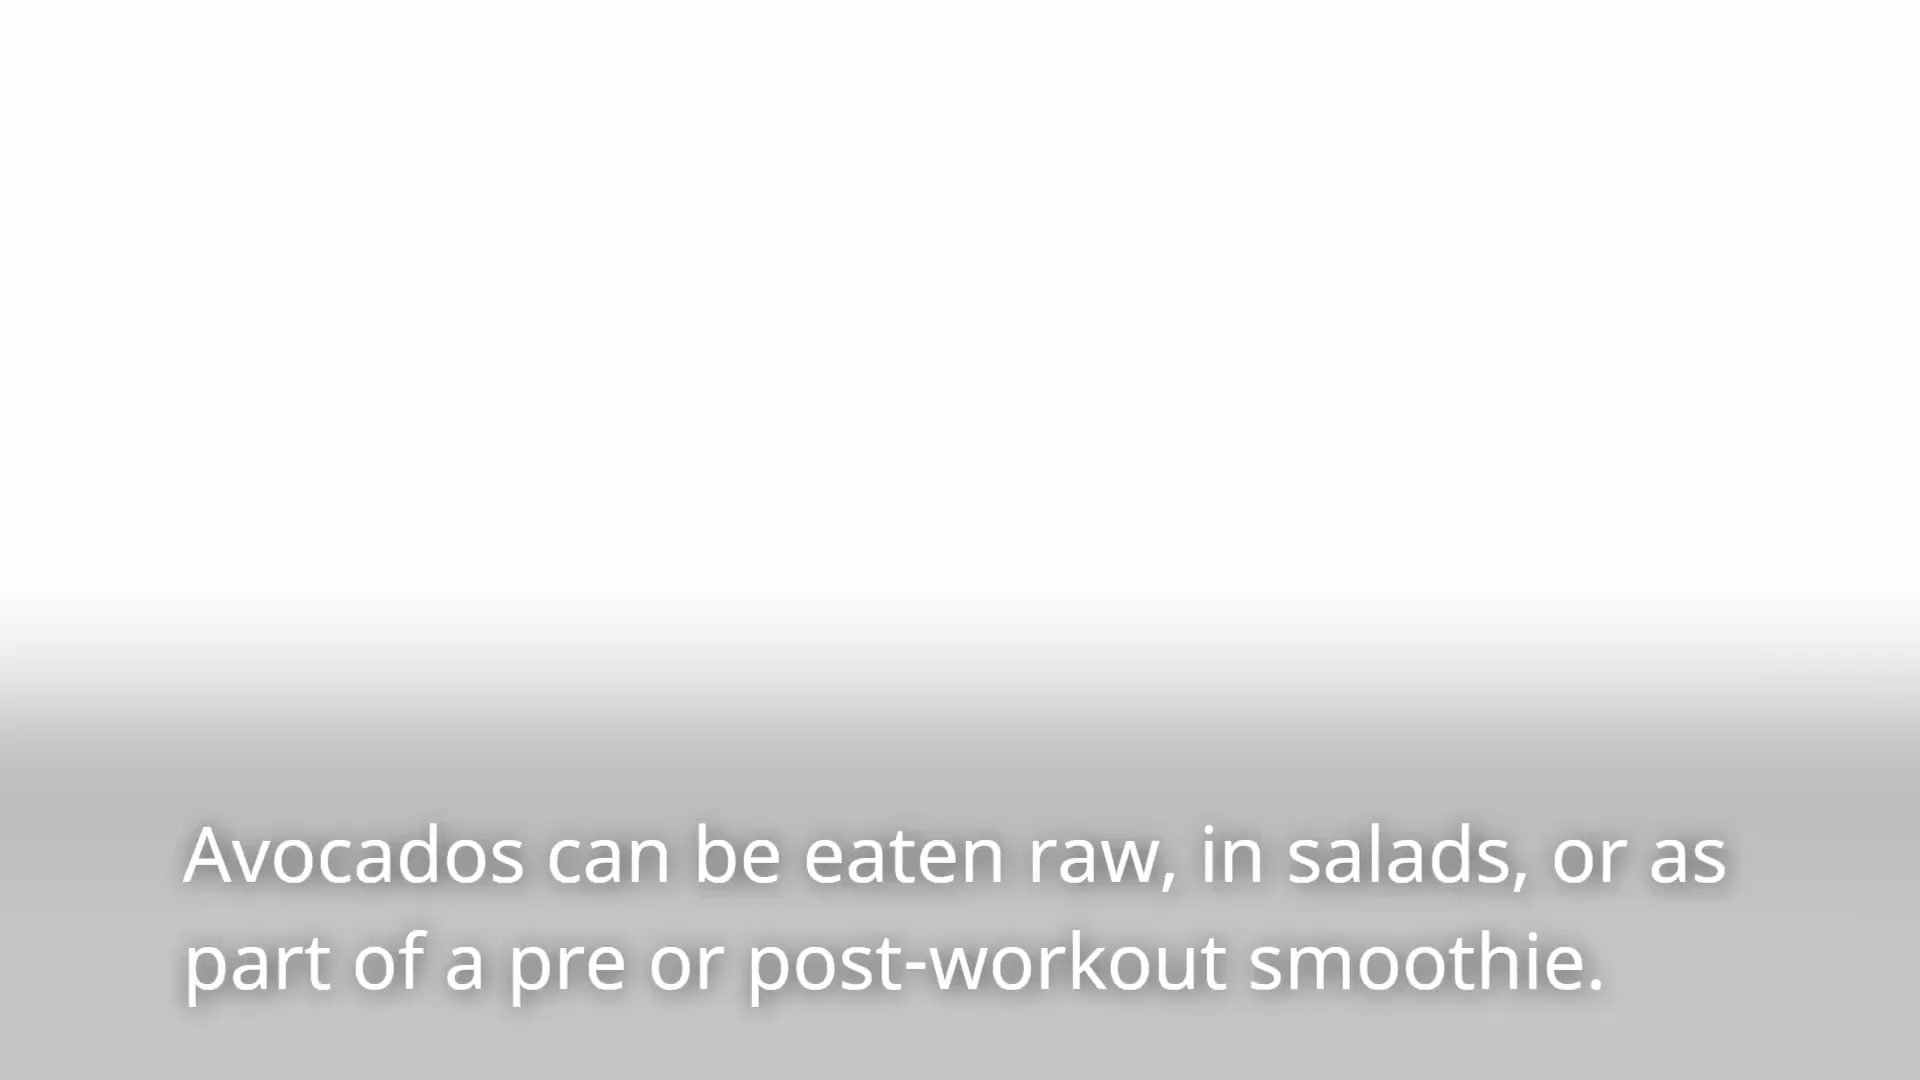 Avocados can be eaten raw, in salads, or as
part of a pre or post-workout smoothie.